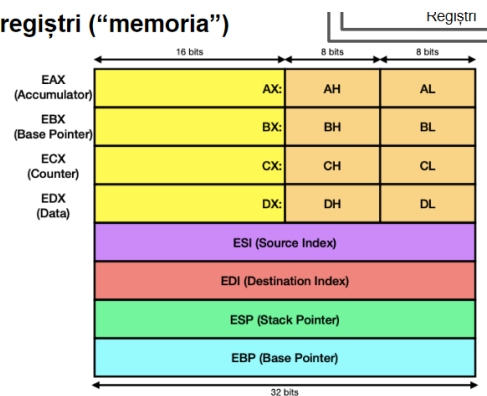 regiștri (“memoria”)
Regiștri
16 bits 8 bits 8 bits
EAX
(Accumulator)
AX: AH AL
EBX
(Base Pointer)
BX: BH BL
ECX
(Counter)
CX: CH CL
EDX
(Data)
DX: DH DL
ESI (Source Index)
EDI (Destination Index)
ESP (Stack Pointer)
EBP (Base Pointer)
32 bits